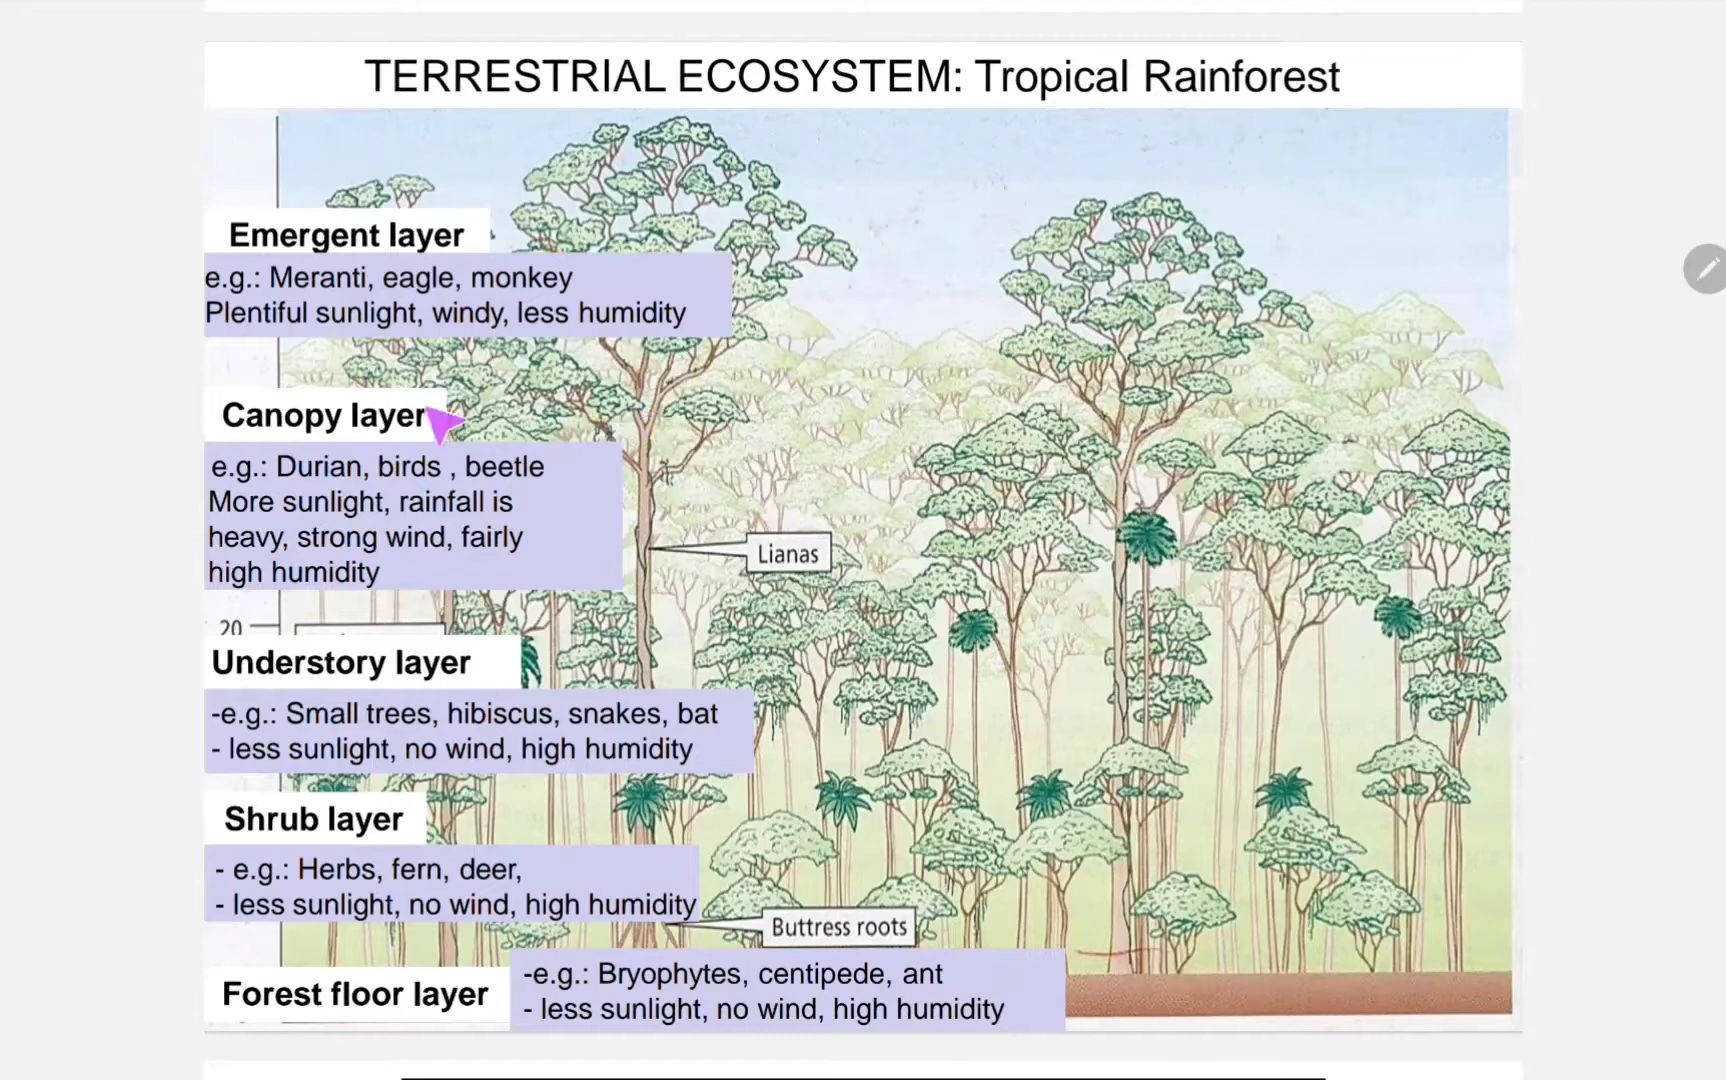 TERRESTRIAL ECOSYSTEM: Tropical Rainforest
Emergent layer
e.g.: Meranti, eagle, monkey
Plentiful sunlight, windy, less humidity
Canopy layer
e.g.: Durian, birds , beetle
More sunlight, rainfall is
heavy, strong wind, fairly
high humidity
Lianas
20
Understory layer
-e.g.: Small trees, hibiscus, snakes, bat
- less sunlight, no wind, high humidity
Shrub layer
- e.g.: Herbs, fern, deer,
- less sunlight, no wind, high humidity
Buttress roots
Forest floor layer
-e.g.: Bryophytes, centipede, ant
- less sunlight, no wind, high humidity